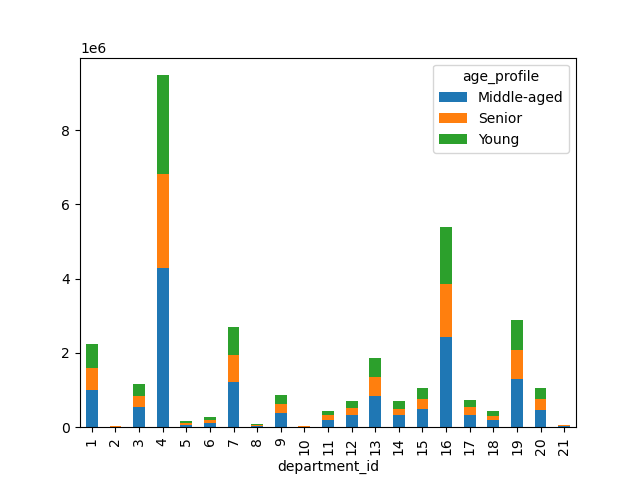 1e6
age_profile
Middle-aged
Senior
Young
8
6
4
2
0
1 2 3 4 5 6 7 8 9 10 11 12 13 14 15 16 17 18 19 20 21
department_id